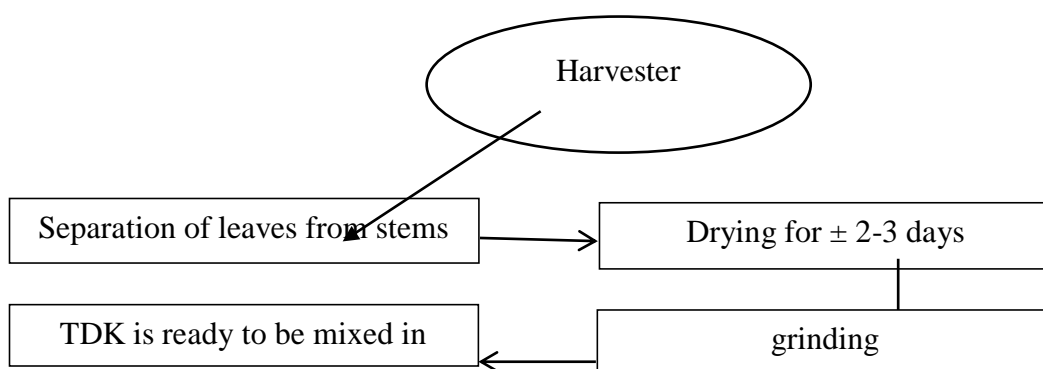 Harvester
Separation of leaves from stems
Drying for ± 2-3 days
grinding
TDK is ready to be mixed in